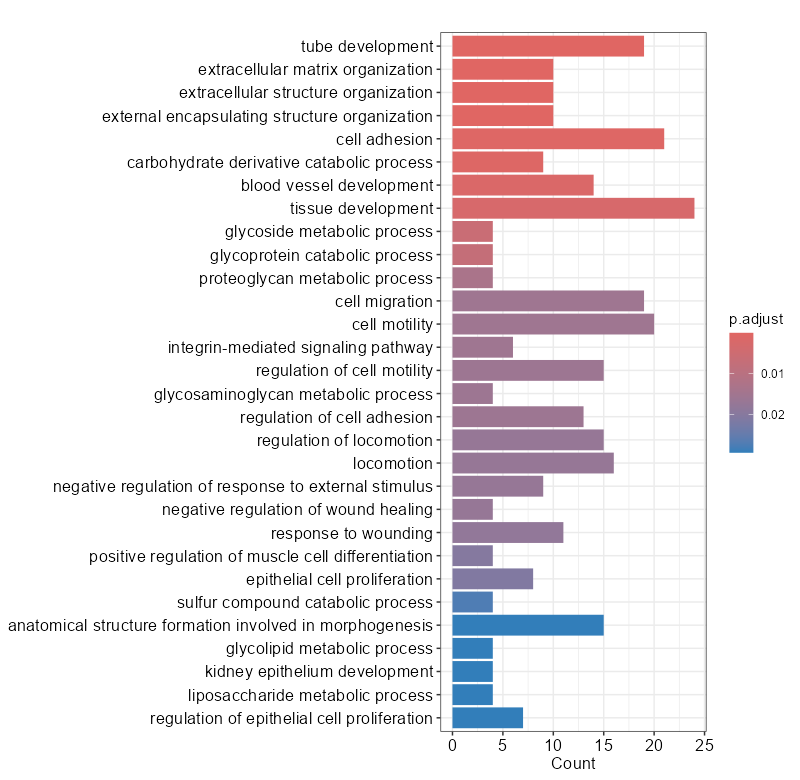 tube development
extracellular matrix organization
extracellular structure organization
external encapsulating structure organization
cell adhesion
carbohydrate derivative catabolic process
blood vessel development
tissue development
glycoside metabolic process
glycoprotein catabolic process
proteoglycan metabolic process
cell migration
cell motility
integrin-mediated signaling pathway
regulation of cell motility
glycosaminoglycan metabolic process
regulation of cell adhesion
regulation of locomotion
locomotion
negative regulation of response to external stimulus
negative regulation of wound healing
response to wounding
positive regulation of muscle cell differentiation
epithelial cell proliferation
sulfur compound catabolic process
anatomical structure formation involved in morphogenesis
glycolipid metabolic process
kidney epithelium development
liposaccharide metabolic process
regulation of epithelial cell proliferation
0 5 10 15 20 25
Count
p.adjust
0.01
0.02